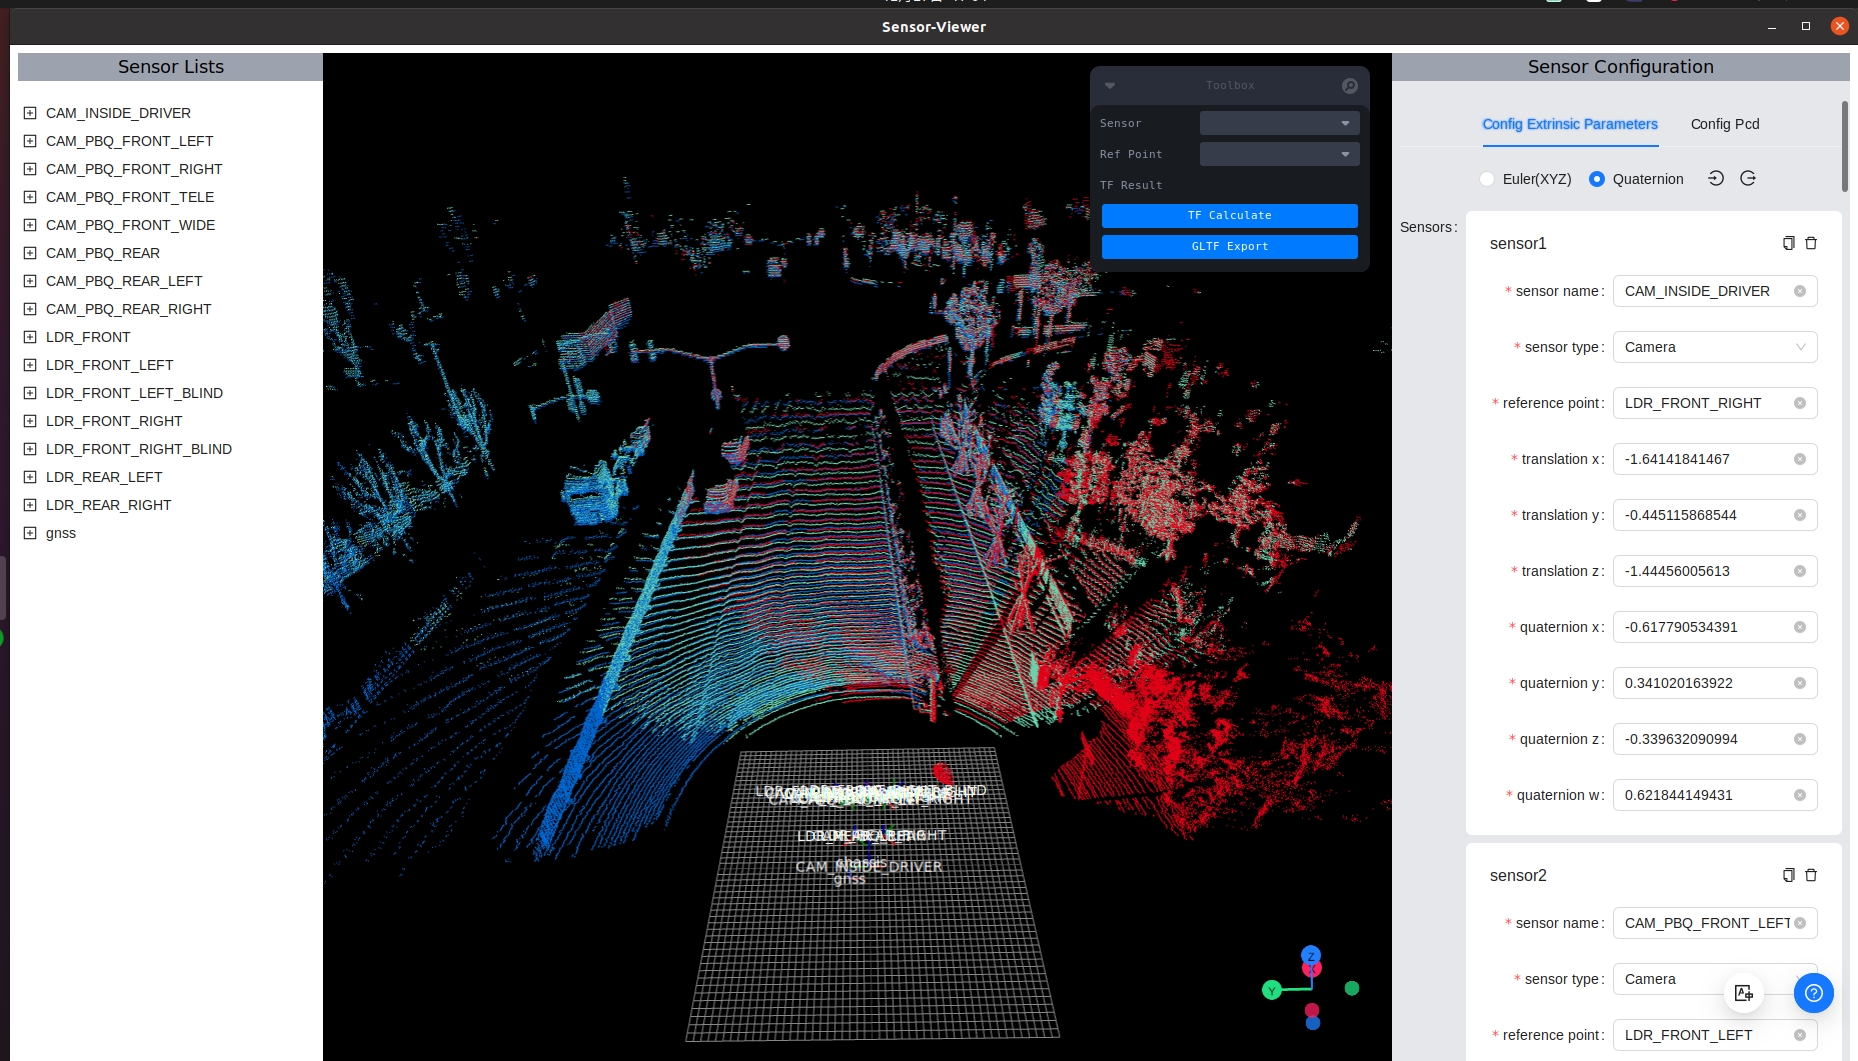 Sensor-Viewer
Sensor Lists
CAM_INSIDE_DRIVER
CAM_PBQ_FRONT_LEFT
CAM_PBQ_FRONT_RIGHT
CAM_PBQ_FRONT_TELE
CAM_PBQ_FRONT_WIDE
CAM_PBQ_REAR
CAM_PBQ_REAR_LEFT
CAM_PBQ_REAR_RIGHT
LDR_FRONT
LDR_FRONT_LEFT
LDR_FRONT_LEFT_BLIND
LDR_FRONT_RIGHT
LDR_FRONT_RIGHT_BLIND
LDR_REAR_LEFT
LDR_REAR_RIGHT
gnss
Toolbox
Sensor
Ref Point
TF Result
TF Calculate
GLTF Export
chassis
CAM_INSIDE_DRIVER
gnss
Z
X
Y
Sensor Configuration
Config Extrinsic Parameters Config Pcd
Euler(XYZ) Quaternion
Sensors:
sensor1
* sensor name: CAM_INSIDE_DRIVER
* sensor type: Camera
* reference point: LDR_FRONT_RIGHT
* translation x: -1.64141841467
* translation y: -0.445115868544
* translation z: -1.44456005613
* quaternion x: -0.617790534391
* quaternion y: 0.341020163922
* quaternion z: -0.339632090994
* quaternion w: 0.621844149431
sensor2
* sensor name: CAM_PBQ_FRONT_LEFT
* sensor type: Camera
* reference point: LDR_FRONT_LEFT